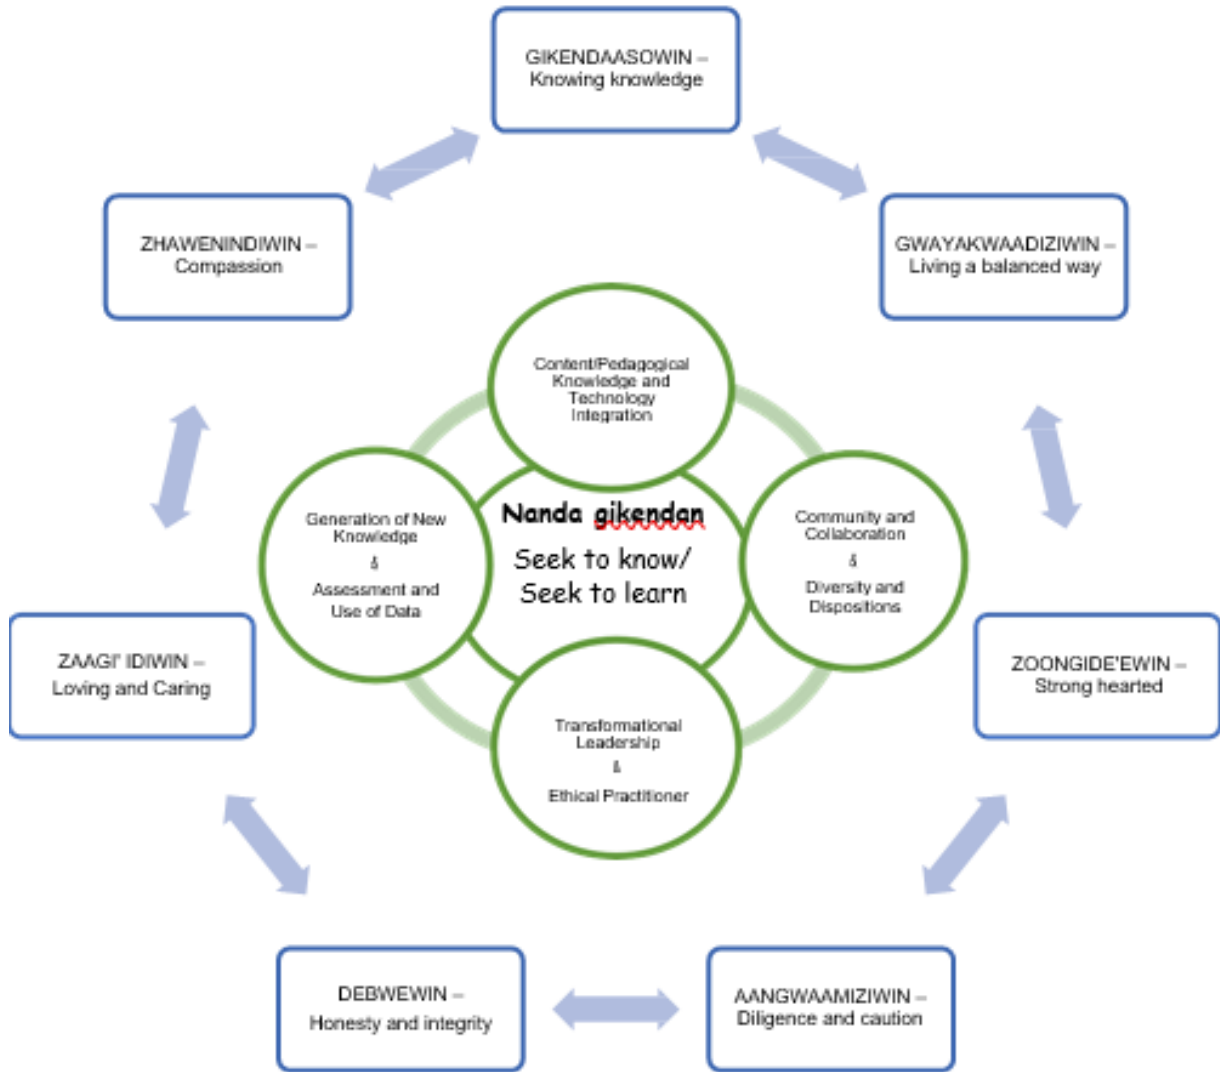 GIKENDAASOWIN –
Knowing knowledge
ZHAWENINDIWIN –
Compassion
GWAYAKWAADIZIWIN –
Living a balanced way
Content/Pedagogical
Knowledge and
Technology
Integration
Generation of New
Knowledge
&
Assessment and
Use of Data
Nanda gikendan
Seek to know/
Seek to learn
Community and
Collaboration
&
Diversity and
Dispositions
ZAAGI' IDIWIN –
Loving and Caring
ZOONGIDE'EWIN –
Strong hearted
Transformational
Leadership
&
Ethical Practitioner
DEBWEWIN –
Honesty and integrity
AANGWAAMIZIWIN –
Diligence and caution